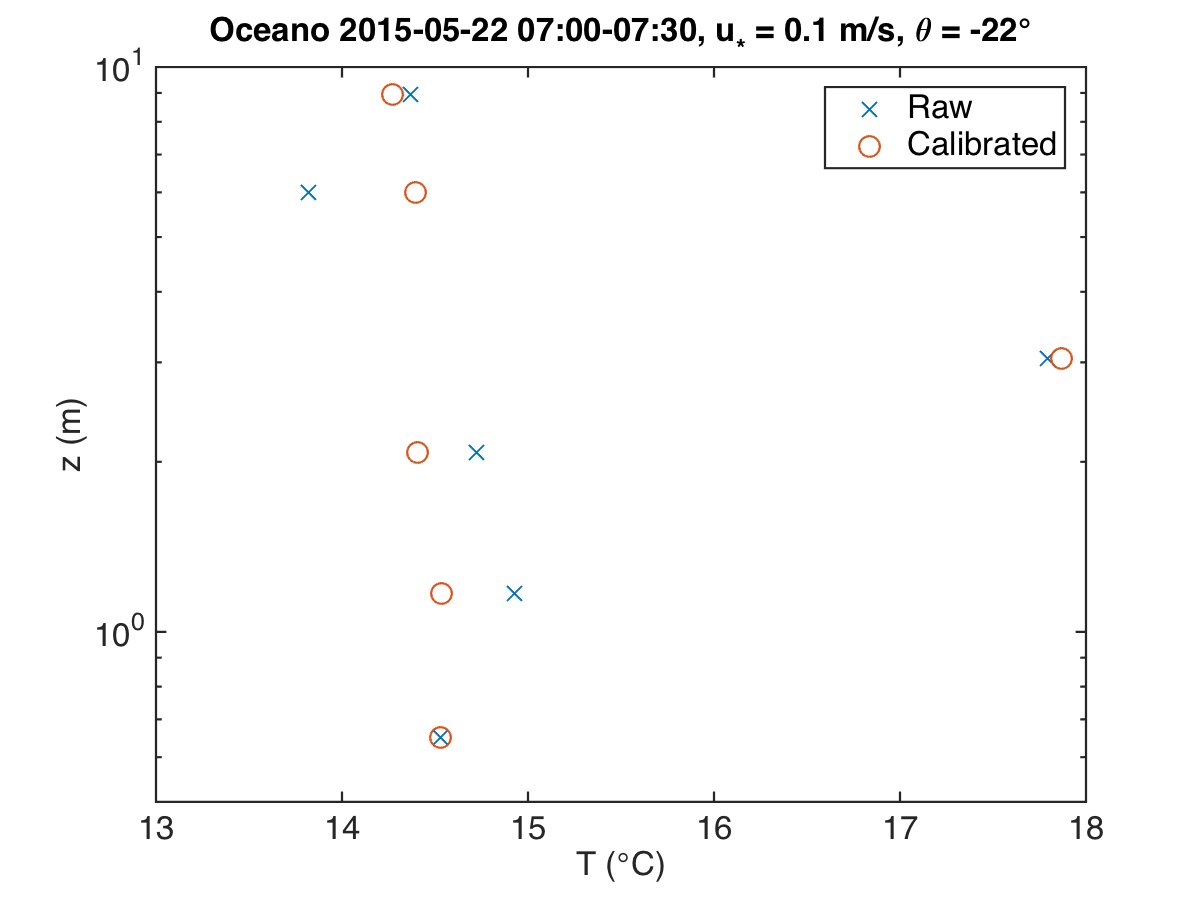 Oceano 2015-05-22 07:00-07:30, u* = 0.1 m/s, θ = -22°
10¹
Raw
Calibrated
z (m)
10⁰
13 14 15 16 17 18
T (°C)